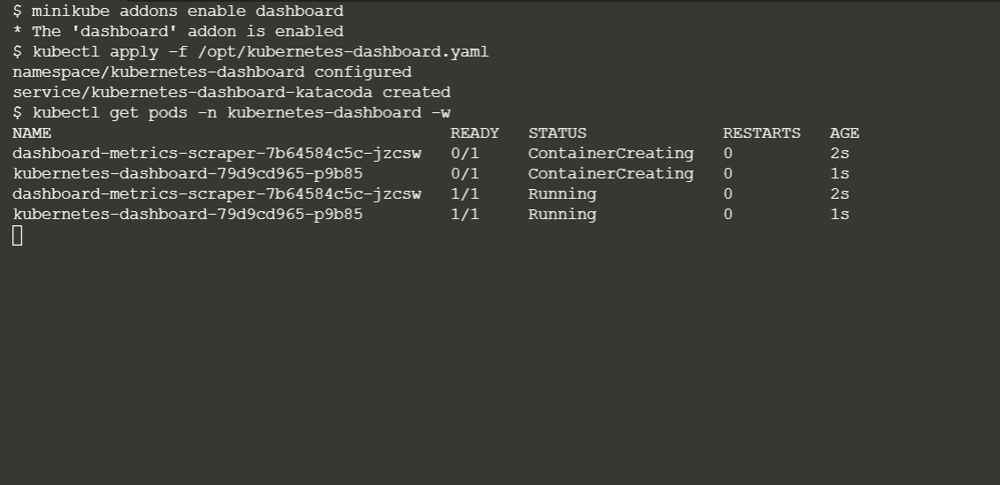 $ minikube addons enable dashboard
* The 'dashboard' addon is enabled
$ kubectl apply -f /opt/kubernetes-dashboard.yaml
namespace/kubernetes-dashboard configured
service/kubernetes-dashboard-katacoda created
$ kubectl get pods -n kubernetes-dashboard -w
NAME                                         READY   STATUS              RESTARTS   AGE
dashboard-metrics-scraper-7b64584c5c-jzcsw   0/1     ContainerCreating   0          2s
kubernetes-dashboard-79d9cd965-p9b85         0/1     ContainerCreating   0          1s
dashboard-metrics-scraper-7b64584c5c-jzcsw   1/1     Running             0          2s
kubernetes-dashboard-79d9cd965-p9b85         1/1     Running             0          1s